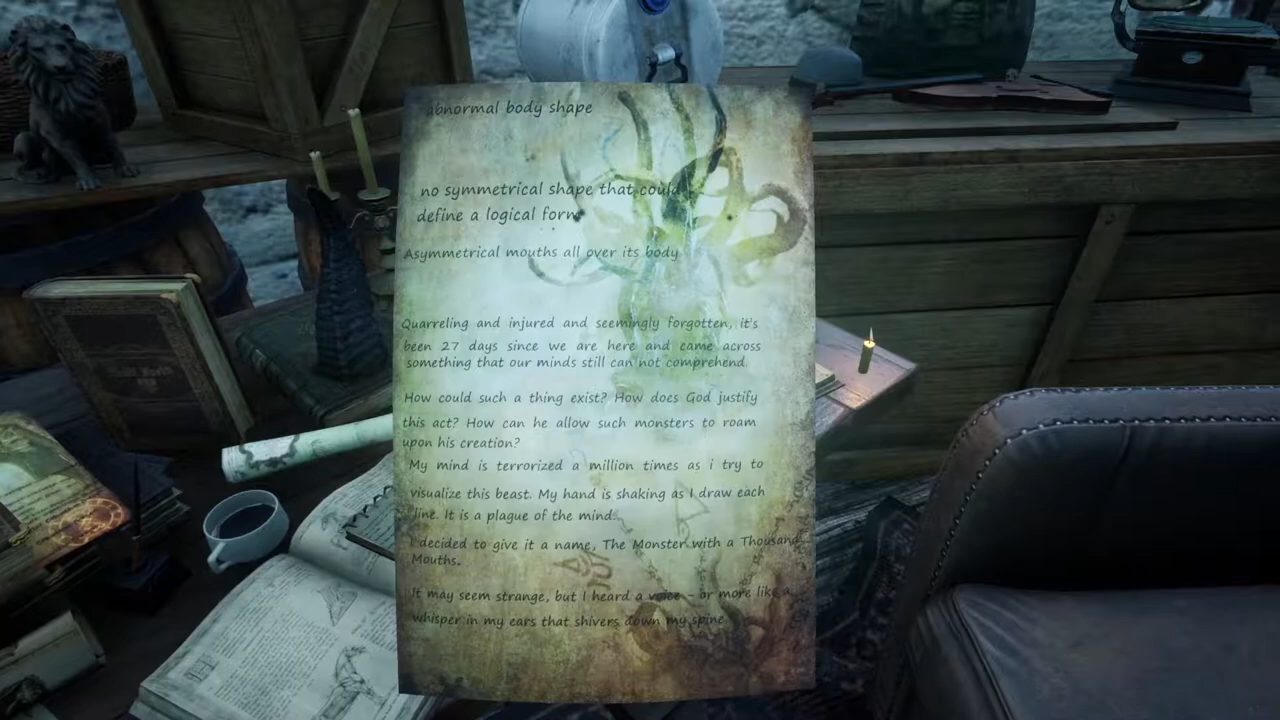 abnormal body shape
no symmetrical shape that could
define a logical form
Asymmetrical mouths all over its body
Quarreling and injured and seemingly forgotten, it's
been 27 days since we are here and came across
something that our minds still can not comprehend.
How could such a thing exist? How does God justify
this act? How can he allow such monsters to roam
upon his creation?
My mind is terrorized a million times as i try to
visualize this beast. My hand is shaking as I draw each
line. It is a plague of the mind..
I decided to give it a name, The Monster with a Thousand
Mouths.
It may seem strange, but I heard a voice - or more like a
whisper in my ears that shivers down my spine